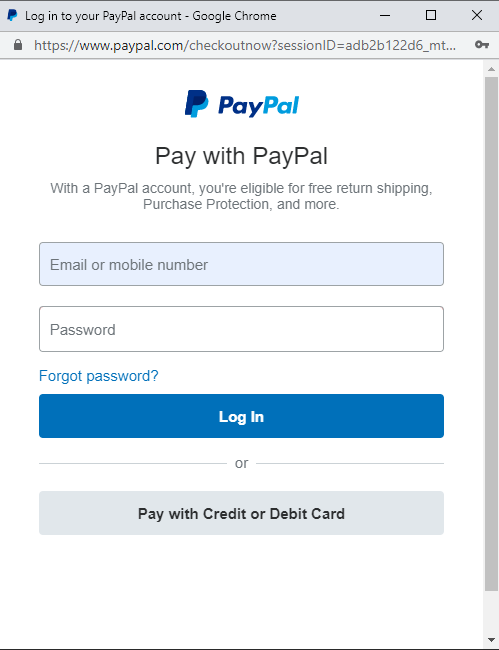 Log in to your PayPal account - Google Chrome
https://www.paypal.com/checkoutnow?sessionID=adb2b122d6_mt...
PayPal
Pay with PayPal
With a PayPal account, you're eligible for free return shipping,
Purchase Protection, and more.
Email or mobile number
Password
Forgot password?
Log In
or
Pay with Credit or Debit Card